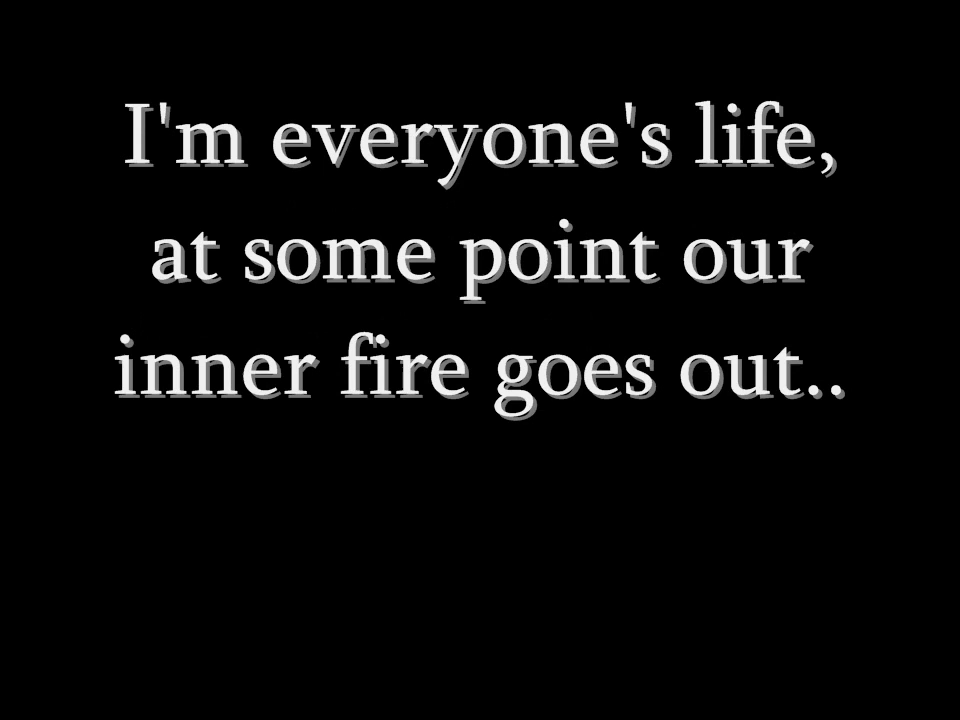 I'm everyone's life,
at some point our
inner fire goes out..